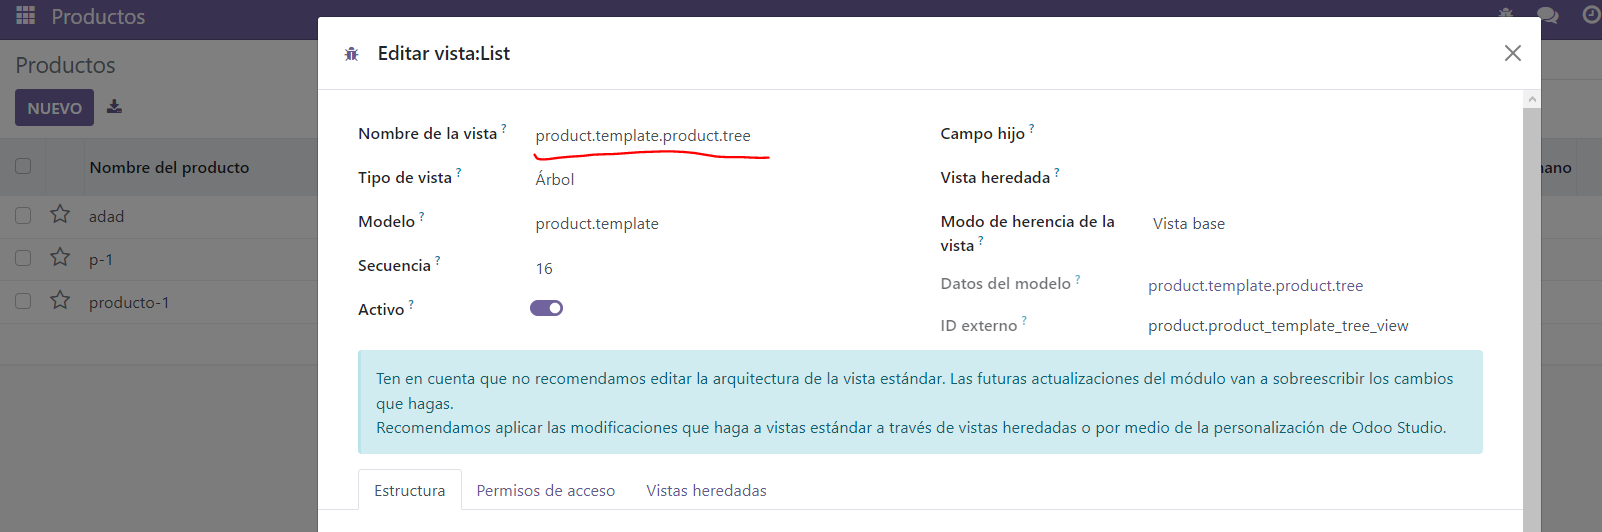 Productos
Editar vista:List
Productos
NUEVO
Nombre del producto
mano
adad
p-1
producto-1
Nombre de la vista ?
product.template.product.tree
Campo hijo ?
Tipo de vista ?
Árbol
Vista heredada ?
Modelo ?
product.template
Modo de herencia de la
vista ?
Vista base
Secuencia ?
16
Datos del modelo ?
product.template.product.tree
Activo ?
ID externo ?
product.product_template_tree_view
Ten en cuenta que no recomendamos editar la arquitectura de la vista estándar. Las futuras actualizaciones del módulo van a sobreescribir los cambios
que hagas.
Recomendamos aplicar las modificaciones que haga a vistas estándar a través de vistas heredadas o por medio de la personalización de Odoo Studio.
Estructura
Permisos de acceso
Vistas heredadas